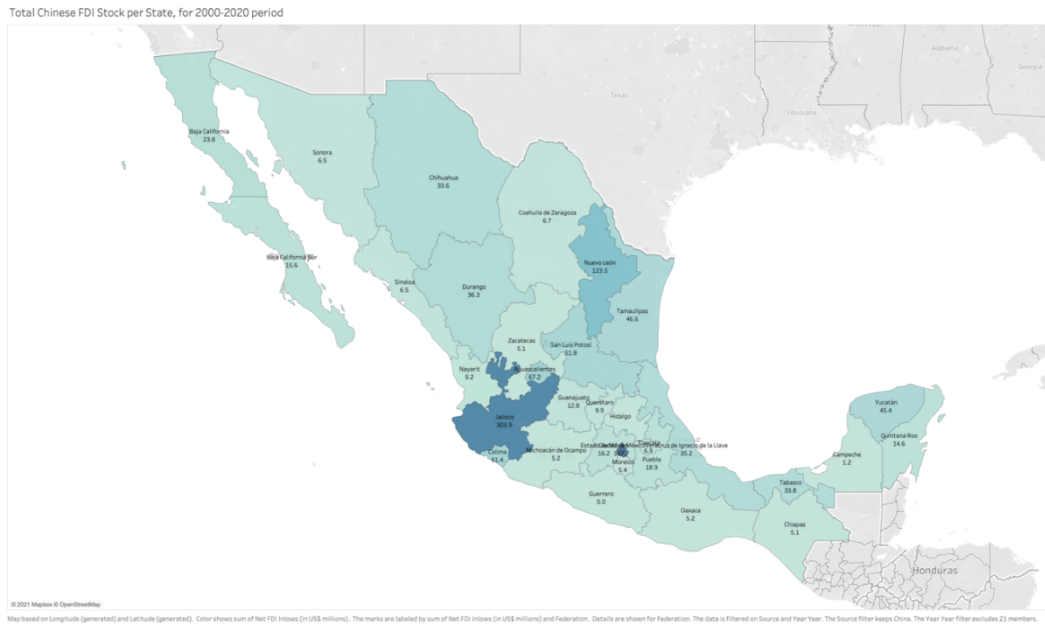 Total Chinese FDI Stock per State, for 2000-2020 period
Alabama
Georgia
Texas
Louisiana
Baja California
23.8
Sonora
6.5
Chihuahua
33.6
Coahuila de Zaragoza
6.7
Baja California Sur
15.6
Nuevo León
123.5
Sinaloa
6.5
Durango
36.3
Tamaulipas
46.6
Zacatecas
5.1
San Luis Potosí
51.8
Nayarit
9.2
Aguascalientes
67.2
Guanajuato
12.8
Querétaro
9.9
Yucatán
45.4
Jalisco
303.9
Hidalgo
Quintana Roo
14.6
Colima
51.4
Michoacán de Ocampo
5.2
16.2
Tlaxcala
6.5
de Ignacio de la Llave
35.2
Morelos
5.4
Puebla
18.9
Campeche
1.2
Tabasco
33.8
Guerrero
5.0
Oaxaca
5.2
Chiapas
5.1
Honduras
© 2021 Mapbox © OpenStreetMap
Map based on Longitude (generated) and Latitude (generated). Color shows sum of Net FDI Inlows (in US$ millions). The marks are labeled by sum of Net FDI Inlows (in US$ millions) and Federation. Details are shown for Federation. The data is filtered on Source and Year Year. The Source filter keeps China. The Year Year filter excludes 21 members.